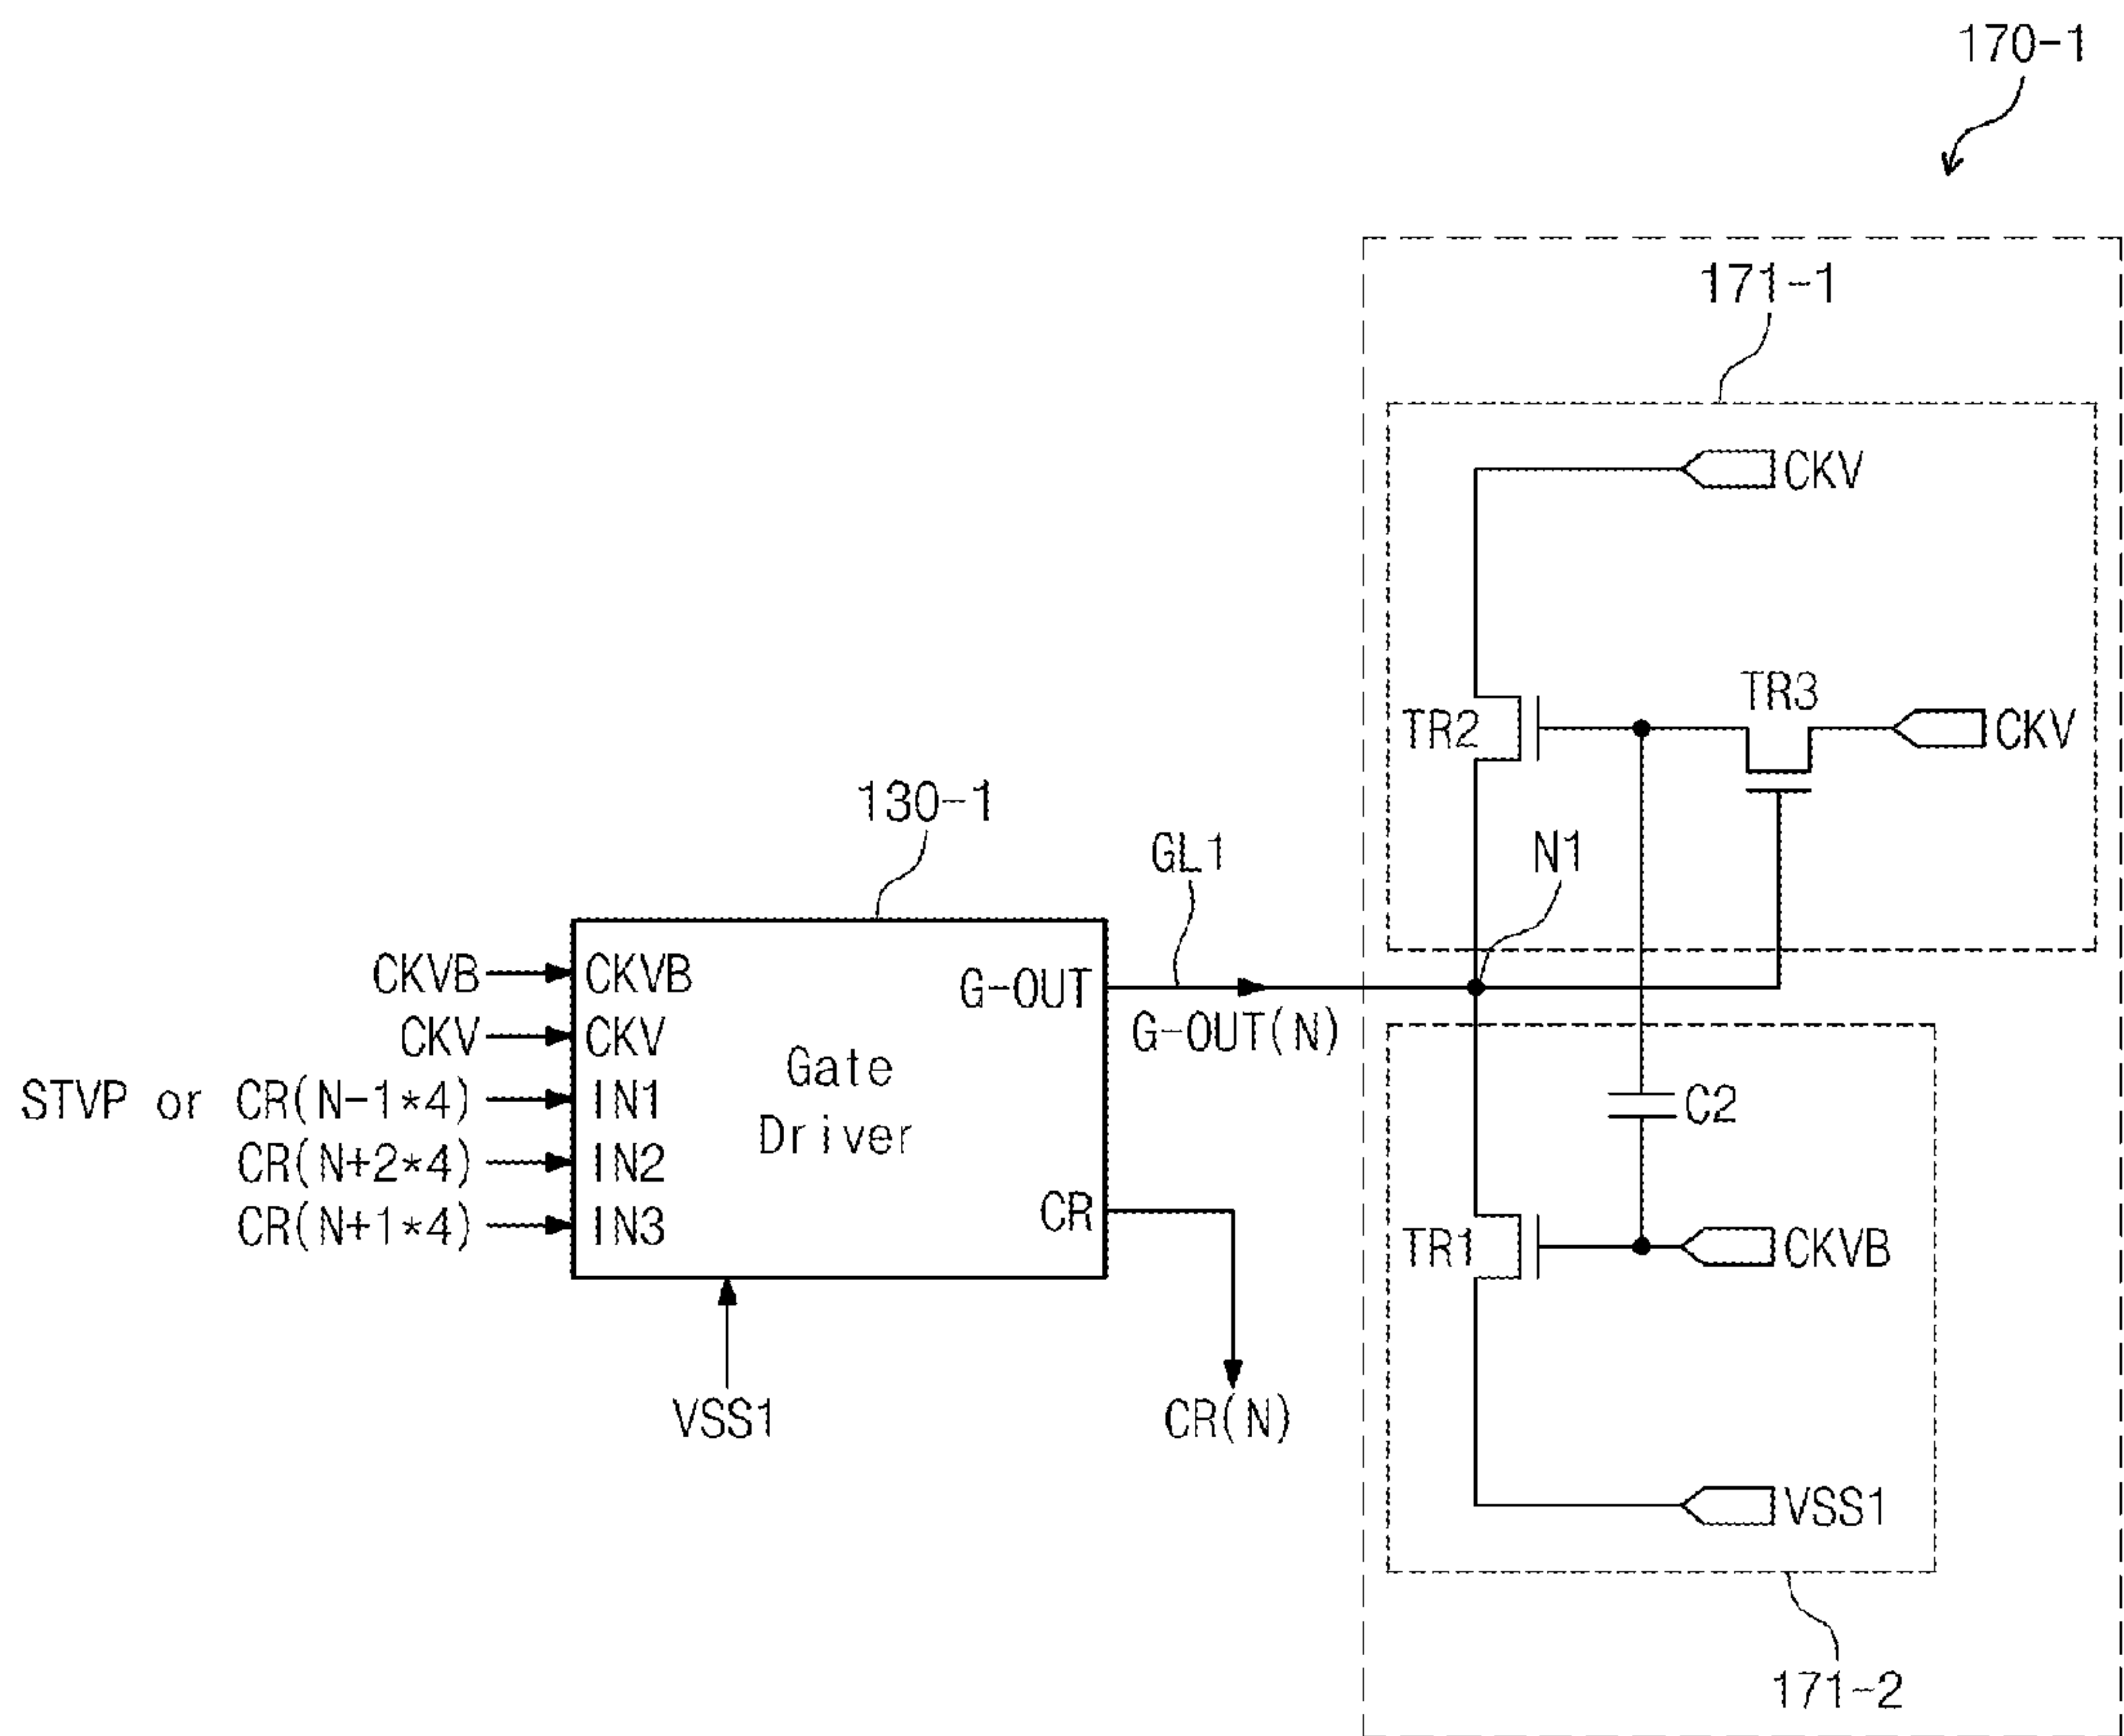 170-1
171-1
CKV
TR3
TR2
CKV
130-1
GL1
N1
CKVB
CKVB
G-OUT
CKV
CKV
G-OUT(N)
Gate
Driver
STVP or CR(N-1*4)
IN1
C2
CR(N+2*4)
IN2
CR(N+1*4)
IN3
CR
TR1
CKVB
VSS1
CR(N)
VSS1
171-2